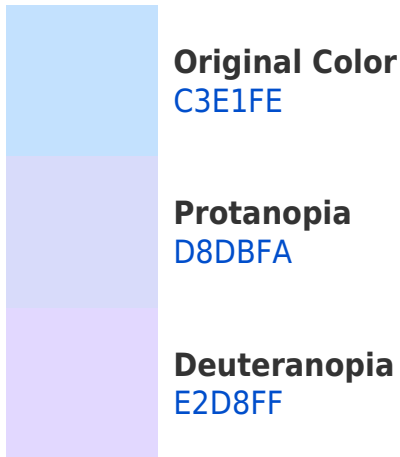 Original Color
C3E1FE
Protanopia
D8DBFA
Deuteranopia
E2D8FF